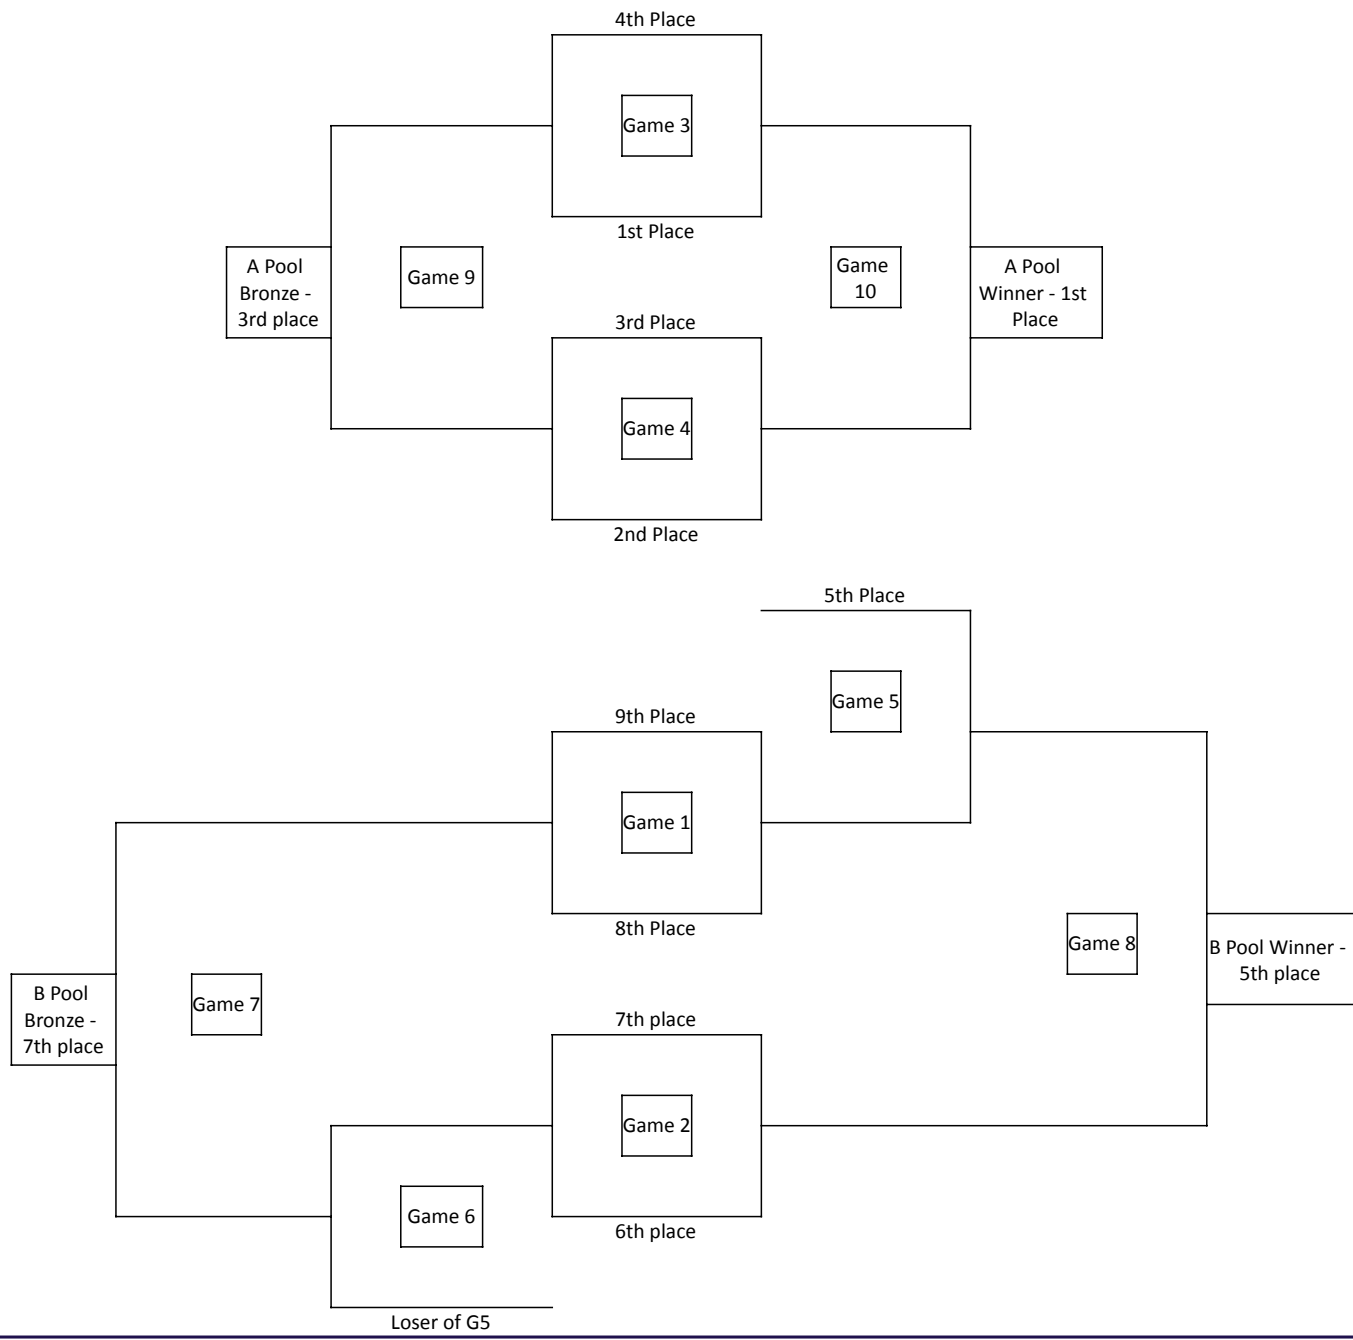 4th Place
Game 3
1st Place
A Pool
Bronze -
3rd place
Game 9
Game
10
A Pool
Winner - 1st
Place
3rd Place
Game 4
2nd Place
5th Place
Game 5
9th Place
Game 1
8th Place
Game 8
B Pool Winner -
5th place
B Pool
Bronze -
7th place
Game 7
7th place
Game 2
6th place
Game 6
Loser of G5